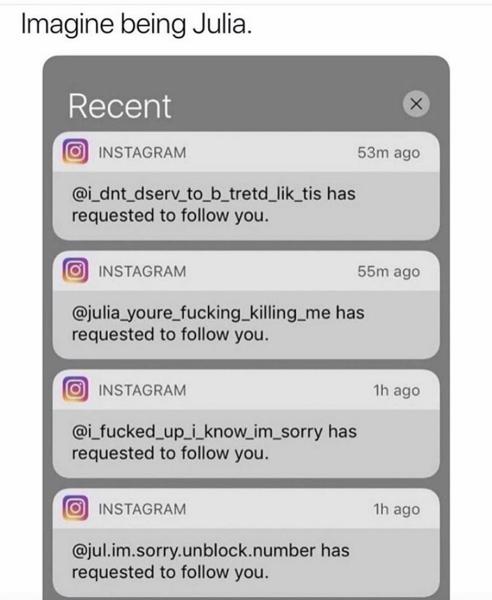 Imagine being Julia.
Recent
INSTAGRAM 53m ago
@i_dnt_dserv_to_b_tretd_lik_tis has
requested to follow you.
INSTAGRAM 55m ago
@julia_youre_fucking_killing_me has
requested to follow you.
INSTAGRAM 1h ago
@i_fucked_up_i_know_im_sorry has
requested to follow you.
INSTAGRAM 1h ago
@jul.im.sorry.unblock.number has
requested to follow you.